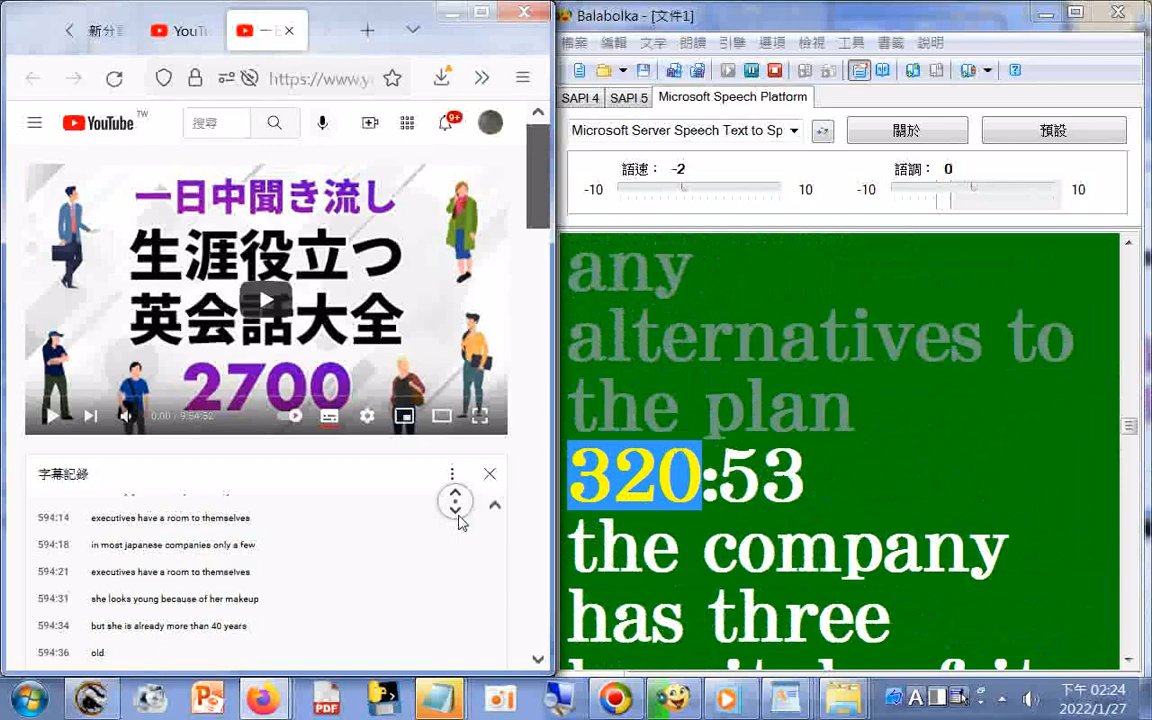 新分
YouTu
一 E
https://www.y
YouTube TW
搜尋
9+
一日中聞き流し
生涯役立つ
英会話大全
2700
0:00 / 9:54:52
字幕記錄
594:14 executives have a room to themselves
594:18 in most japanese companies only a few
594:21 executives have a room to themselves
594:31 she looks young because of her makeup
594:34 but she is already more than 40 years
594:36 old
Balabolka - [文件1]
檔案 編輯 文字 朗讀 引擎 選項 檢視 工具 書籤 說明
SAPI 4 SAPI 5 Microsoft Speech Platform
Microsoft Server Speech Text to Sp
關於
預設
語速： -2
-10 10
語調： 0
-10 10
any
alternatives to
the plan
320:53
the company
has three
PDF
A
下午 02:24
2022/1/27